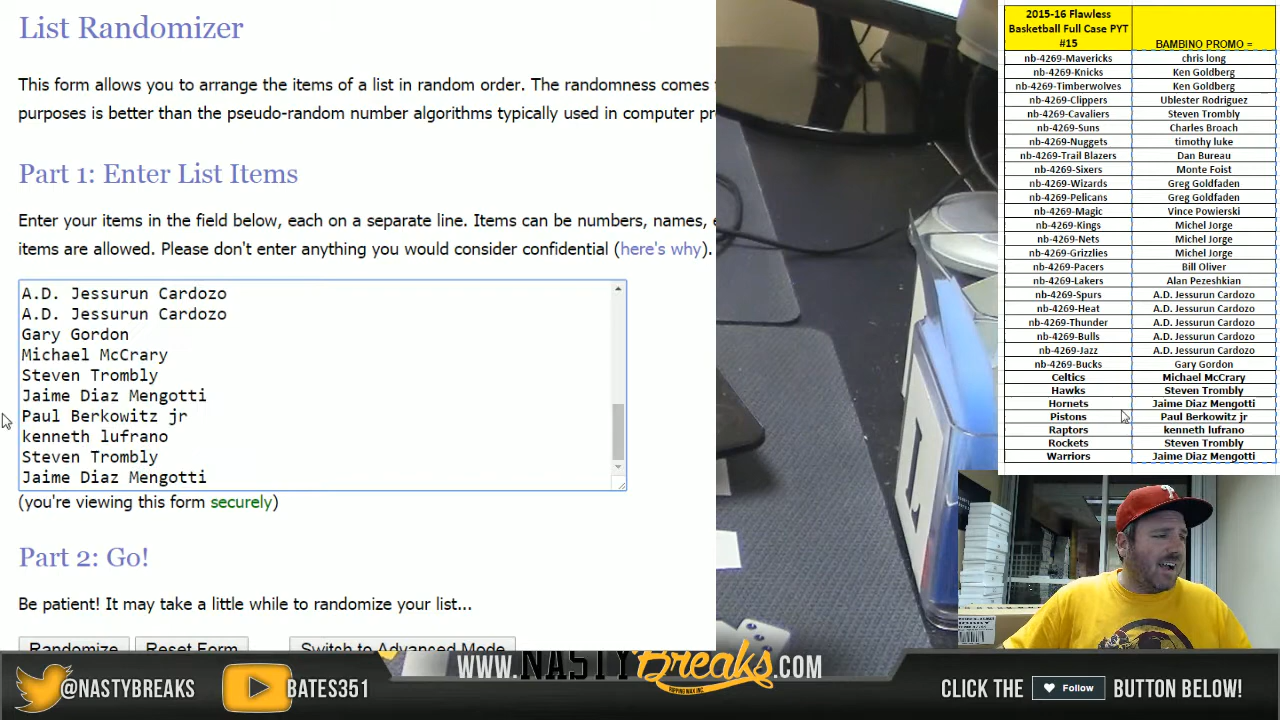 List Randomizer
This form allows you to arrange the items of a list in random order. The randomness comes
purposes is better than the pseudo-random number algorithms typically used in computer pr
Part 1: Enter List Items
Enter your items in the field below, each on a separate line. Items can be numbers, names,
items are allowed. Please don't enter anything you would consider confidential (here's why).
A.D. Jessurun Cardozo
A.D. Jessurun Cardozo
Gary Gordon
Michael McCrary
Steven Trombly
Jaime Diaz Mengotti
Paul Berkowitz jr
kenneth lufrano
Steven Trombly
Jaime Diaz Mengotti
(you're viewing this form securely)
Part 2: Go!
Be patient! It may take a little while to randomize your list...
Randomize Reset Form Switch to Advanced Mode
2015-16 Flawless
Basketball Full Case PYT
#15 BAMBINO PROMO =
nb-4269-Mavericks chris long
nb-4269-Knicks Ken Goldberg
nb-4269-Timberwolves Ken Goldberg
nb-4269-Clippers Ublester Rodriguez
nb-4269-Cavaliers Steven Trombly
nb-4269-Suns Charles Broach
nb-4269-Nuggets timothy luke
nb-4269-Trail Blazers Dan Bureau
nb-4269-Sixers Monte Foist
nb-4269-Wizards Greg Goldfaden
nb-4269-Pelicans Greg Goldfaden
nb-4269-Magic Vince Powierski
nb-4269-Kings Michel Jorge
nb-4269-Nets Michel Jorge
nb-4269-Grizzlies Michel Jorge
nb-4269-Pacers Bill Oliver
nb-4269-Lakers Alan Pezeshkian
nb-4269-Spurs A.D. Jessurun Cardozo
nb-4269-Heat A.D. Jessurun Cardozo
nb-4269-Thunder A.D. Jessurun Cardozo
nb-4269-Bulls A.D. Jessurun Cardozo
nb-4269-Jazz A.D. Jessurun Cardozo
nb-4269-Bucks Gary Gordon
Celtics Michael McCrary
Hawks Steven Trombly
Hornets Jaime Diaz Mengotti
Pistons Paul Berkowitz jr
Raptors kenneth lufrano
Rockets Steven Trombly
Warriors Jaime Diaz Mengotti
@NASTYBREAKS BATES351 WWW.NASTYBreaks.COM CLICK THE Follow BUTTON BELOW!
RIPPING WAX INC.